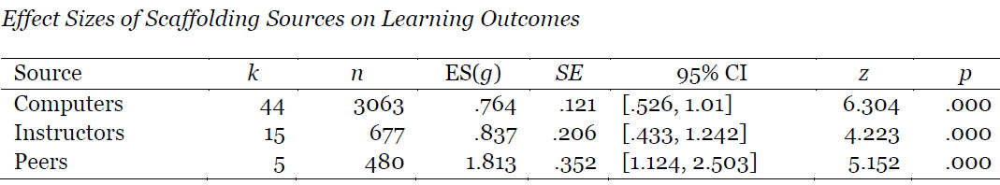 Effect Sizes of Scaffolding Sources on Learning Outcomes
Source k n ES(g) SE 95% CI z p
Computers 44 3063 .764 .121 [.526, 1.01] 6.304 .000
Instructors 15 677 .837 .206 [.433, 1.242] 4.223 .000
Peers 5 480 1.813 .352 [1.124, 2.503] 5.152 .000